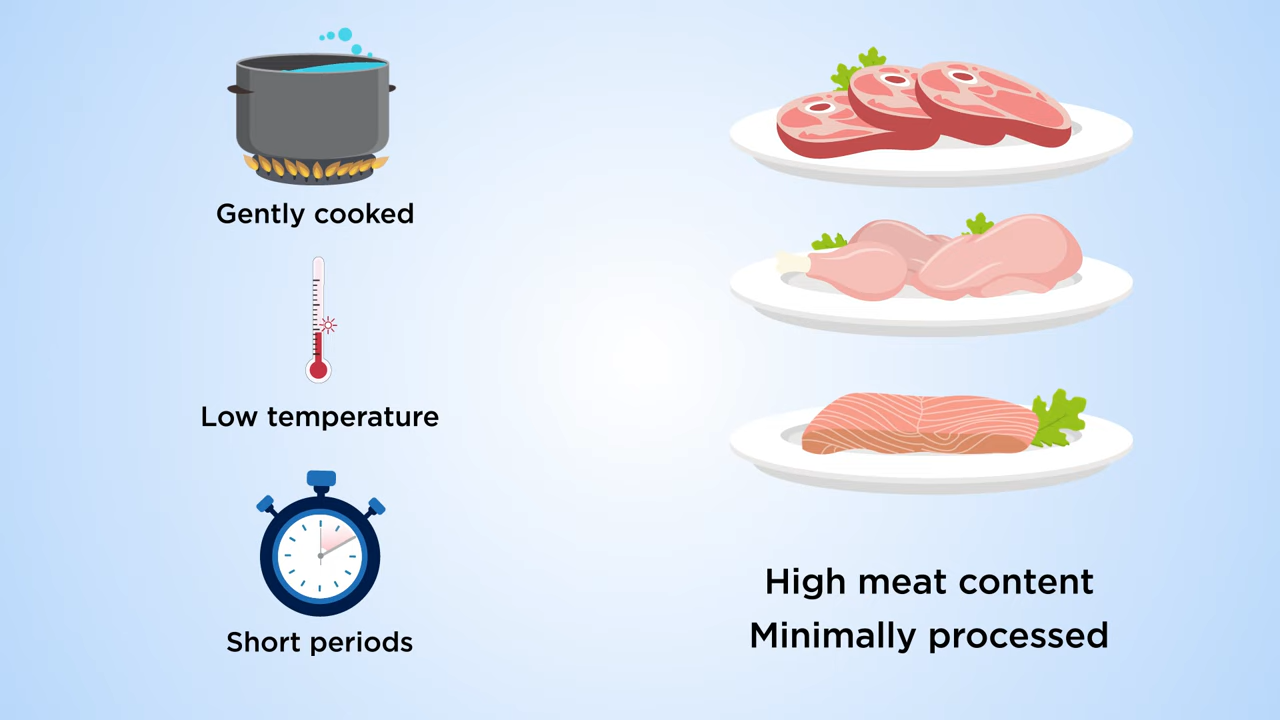 Gently cooked
Low temperature
Short periods
High meat content
Minimally processed